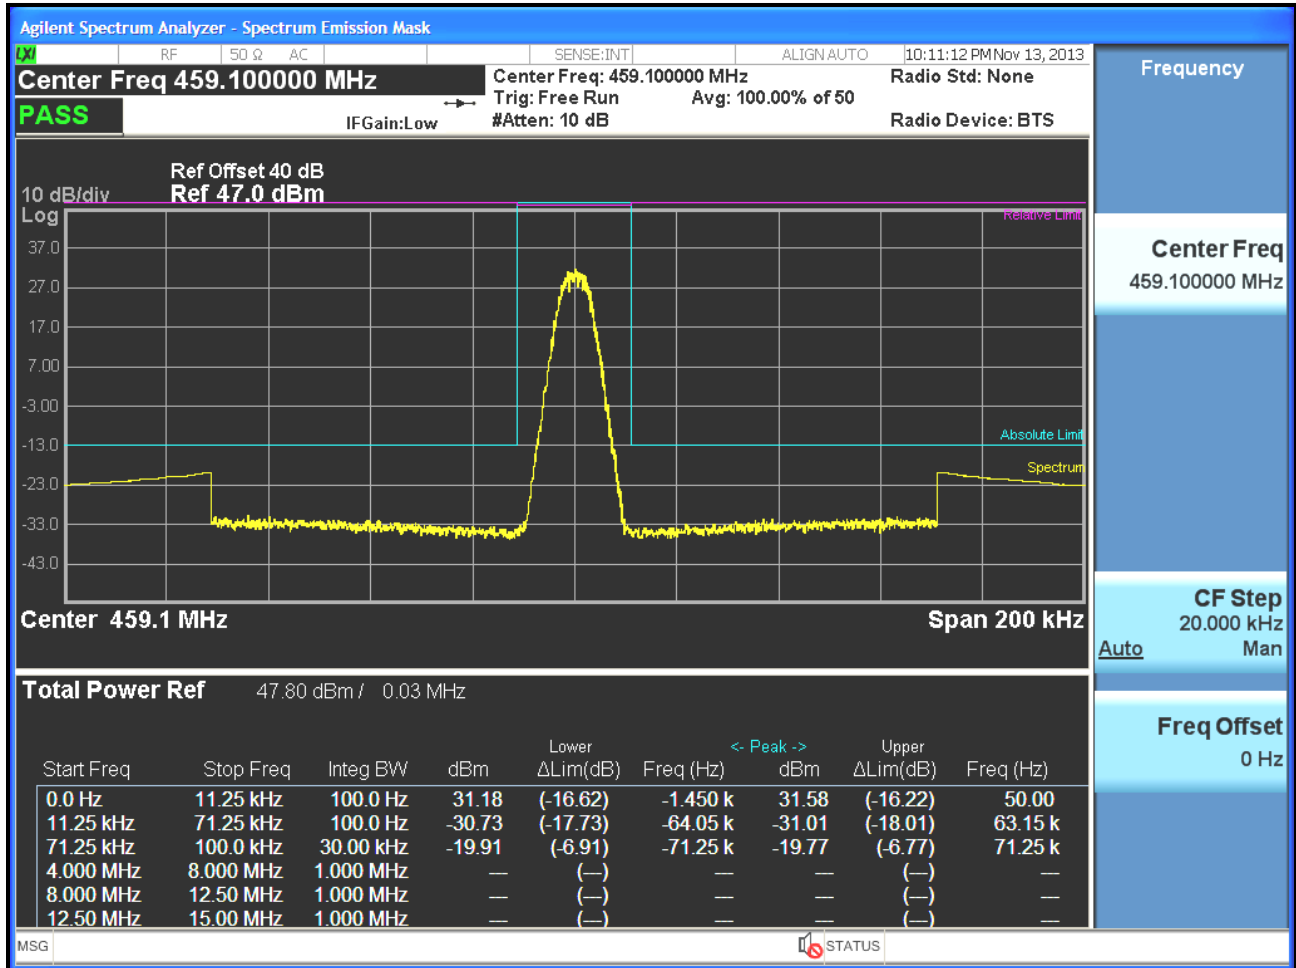 Agilent Spectrum Analyzer - Spectrum Emission Mask
LXI RF 50 Ω AC SENSE:INT ALIGN AUTO 10:11:12 PM Nov 13, 2013
Center Freq 459.100000 MHz
Center Freq: 459.100000 MHz
Radio Std: None
Trig: Free Run Avg: 100.00% of 50
PASS
IFGain:Low
#Atten: 10 dB
Radio Device: BTS
Ref Offset 40 dB
10 dB/div Ref 47.0 dBm
Log
Relative Limit
37.0
27.0
17.0
7.00
-3.00
-13.0
Absolute Limit
Spectrum
-23.0
-33.0
-43.0
Center 459.1 MHz Span 200 kHz
Total Power Ref 47.80 dBm / 0.03 MHz
Lower <- Peak -> Upper
Start Freq Stop Freq Integ BW dBm ΔLim(dB) Freq (Hz) dBm ΔLim(dB) Freq (Hz)
0.0 Hz 11.25 kHz 100.0 Hz 31.18 (-16.62) -1.450 k 31.58 (-16.22) 50.00
11.25 kHz 71.25 kHz 100.0 Hz -30.73 (-17.73) -64.05 k -31.01 (-18.01) 63.15 k
71.25 kHz 100.0 kHz 30.00 kHz -19.91 (-6.91) -71.25 k -19.77 (-6.77) 71.25 k
4.000 MHz 8.000 MHz 1.000 MHz --- (---) --- --- (---) ---
8.000 MHz 12.50 MHz 1.000 MHz --- (---) --- --- (---) ---
12.50 MHz 15.00 MHz 1.000 MHz --- (---) --- --- (---) ---
MSG STATUS
Frequency
Center Freq
459.100000 MHz
CF Step
20.000 kHz
Auto Man
Freq Offset
0 Hz